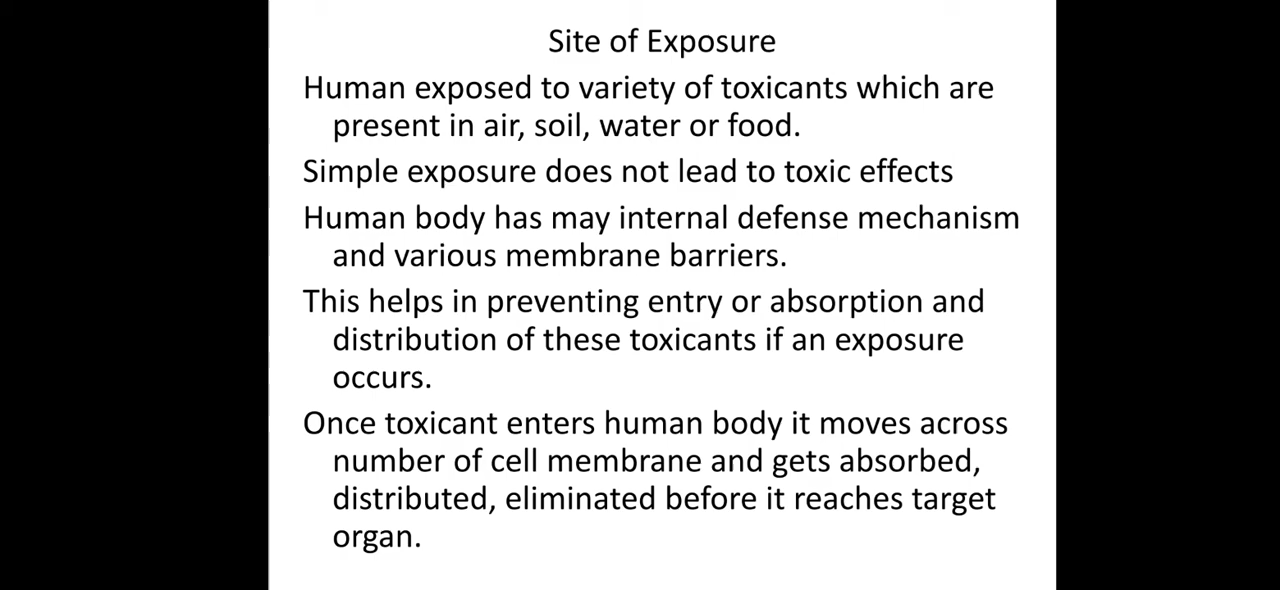 Site of Exposure
Human exposed to variety of toxicants which are
present in air, soil, water or food.
Simple exposure does not lead to toxic effects
Human body has may internal defense mechanism
and various membrane barriers.
This helps in preventing entry or absorption and
distribution of these toxicants if an exposure
occurs.
Once toxicant enters human body it moves across
number of cell membrane and gets absorbed,
distributed, eliminated before it reaches target
organ.